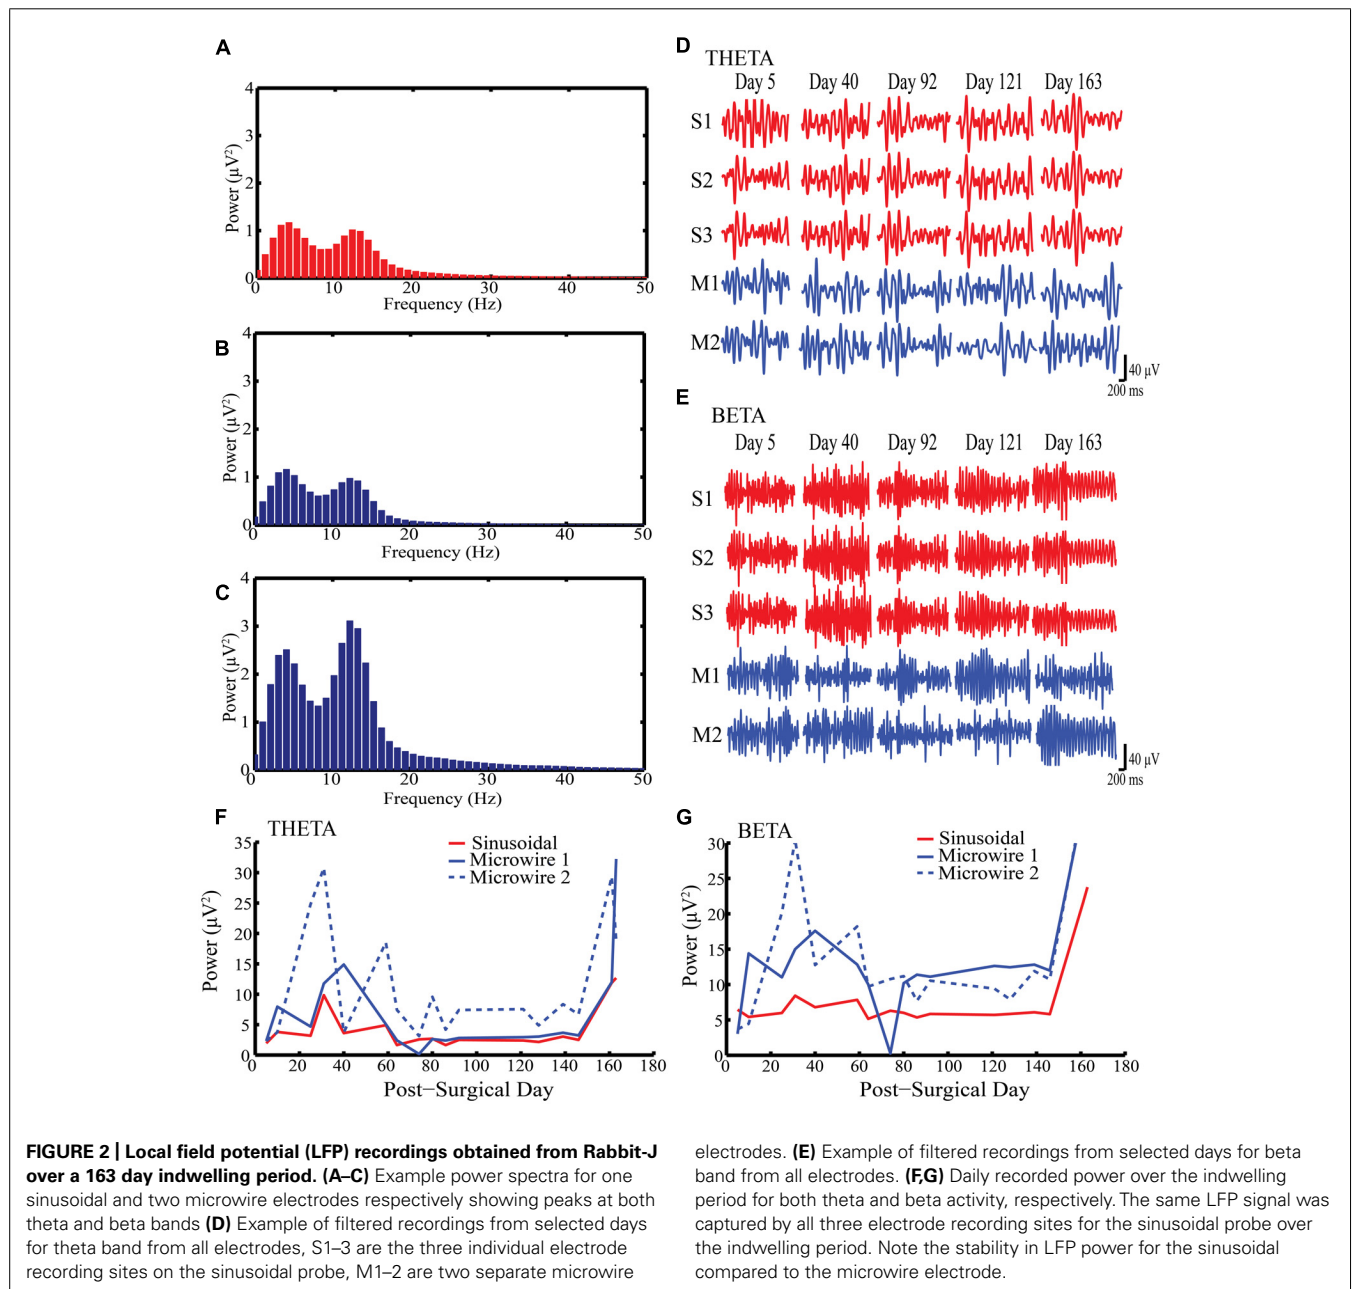 A
4
3
2
1
0
Power (µV²)
0
10
20
30
40
50
Frequency (Hz)
B
4
3
2
1
0
Power (µV²)
0
10
20
30
40
50
Frequency (Hz)
C
4
3
2
1
0
Power (µV²)
0
10
20
30
40
50
Frequency (Hz)
D
THETA
Day 5 Day 40 Day 92 Day 121 Day 163
S1
S2
S3
M1
M2
40 µV
200 ms
E
BETA
Day 5 Day 40 Day 92 Day 121 Day 163
S1
S2
S3
M1
M2
40 µV
200 ms
F
THETA
Sinusoidal
Microwire 1
Microwire 2
35
30
25
20
15
10
5
0
Power (µV²)
0 20 40 60 80 100 120 140 160 180
Post−Surgical Day
G
BETA
Sinusoidal
Microwire 1
Microwire 2
30
25
20
15
10
5
0
Power (µV²)
0 20 40 60 80 100 120 140 160 180
Post−Surgical Day
FIGURE 2 | Local field potential (LFP) recordings obtained from Rabbit-J
over a 163 day indwelling period. (A–C) Example power spectra for one
sinusoidal and two microwire electrodes respectively showing peaks at both
theta and beta bands (D) Example of filtered recordings from selected days
for theta band from all electrodes, S1–3 are the three individual electrode
recording sites on the sinusoidal probe, M1–2 are two separate microwire
electrodes. (E) Example of filtered recordings from selected days for beta
band from all electrodes. (F,G) Daily recorded power over the indwelling
period for both theta and beta activity, respectively. The same LFP signal was
captured by all three electrode recording sites for the sinusoidal probe over
the indwelling period. Note the stability in LFP power for the sinusoidal
compared to the microwire electrode.